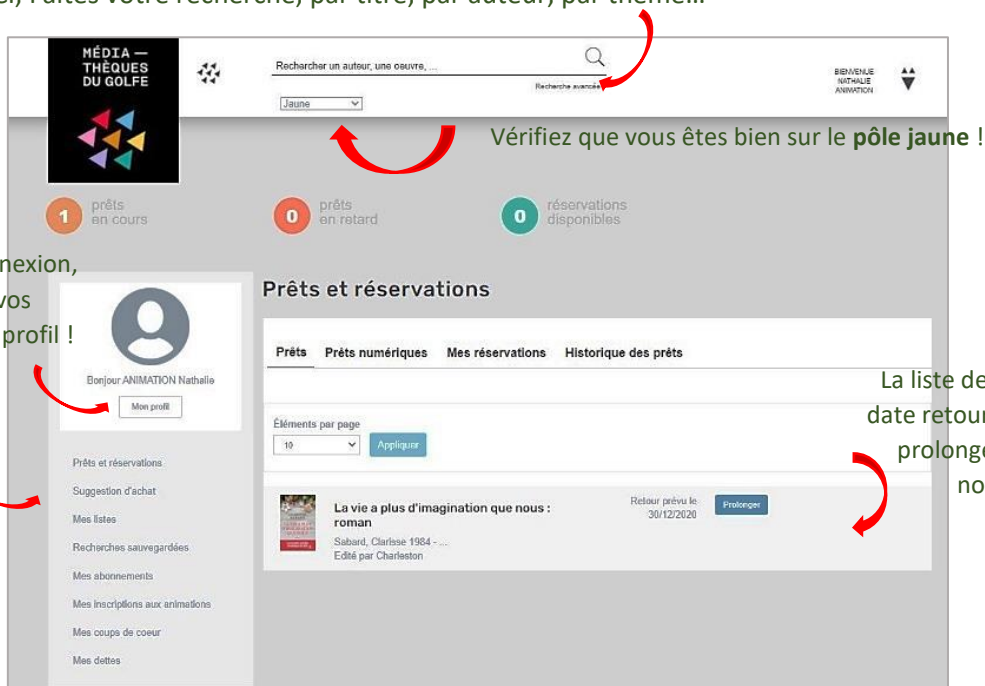 ci, Faites votre recherche, par titre, par auteur, par thème…
MÉDIA —
THÈQUES
DU GOLFE
Rechercher un auteur, une oeuvre, ...
Recherche avancée
Jaune
BIENVENUE
NATHALIE
ANIMATION
Vérifiez que vous êtes bien sur le pôle jaune !
1 prêts
en cours
0 prêts
en retard
0 réservations
disponibles
nexion,
vos
profil !
Bonjour ANIMATION Nathalie
Mon profil
Prêts et réservations
Suggestion d'achat
Mes listes
Recherches sauvegardées
Mes abonnements
Mes inscriptions aux animations
Mes coups de coeur
Mes dettes
Prêts et réservations
Prêts Prêts numériques Mes réservations Historique des prêts
Éléments par page
10 Appliquer
La vie a plus d'imagination que nous :
roman
Sabard, Clarisse 1984 - ...
Edité par Charleston
Retour prévu le
30/12/2020
Prolonger
La liste de
date retour
prolonge
no